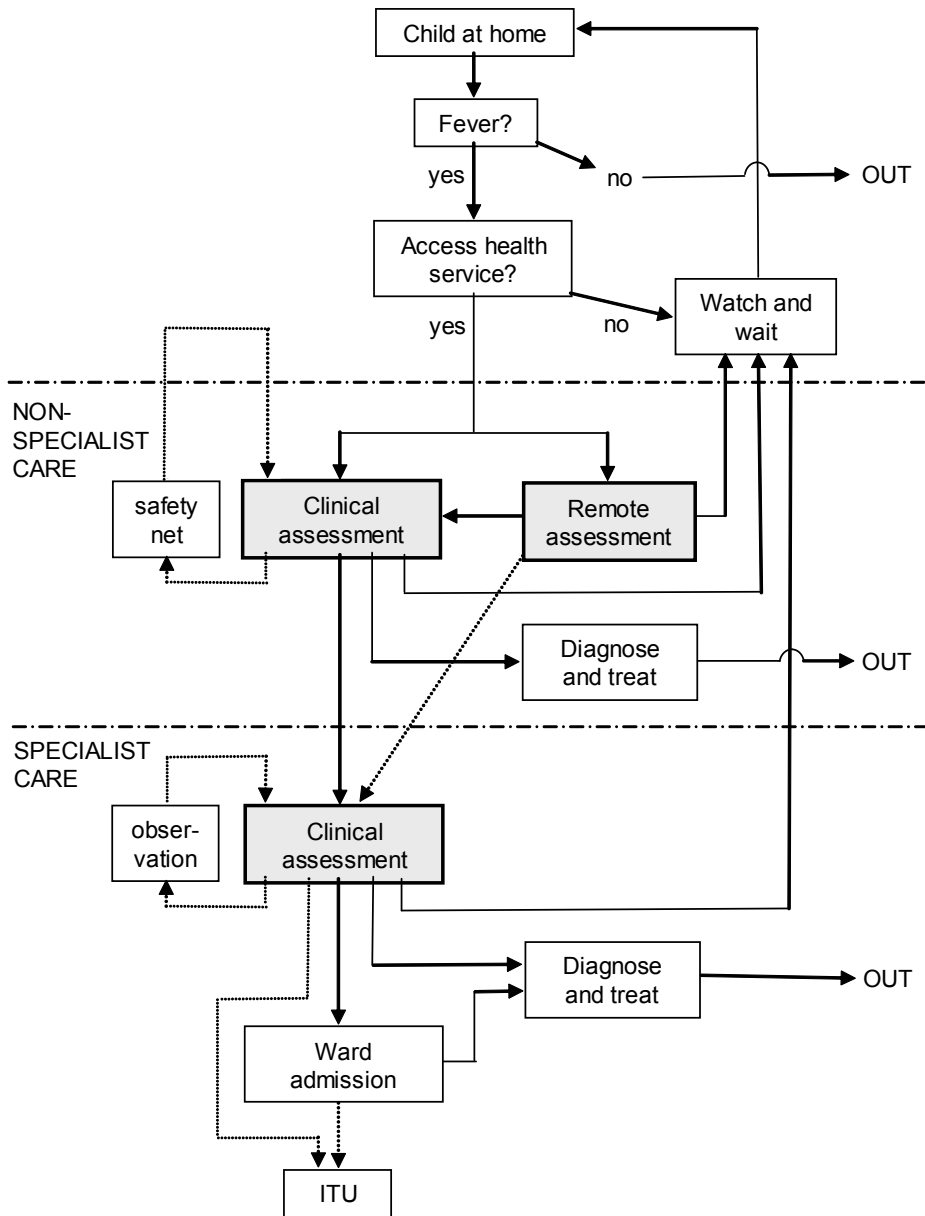 Child at home
Fever?
yes
no
OUT
Access health
service?
yes
no
Watch and
wait
NON-
SPECIALIST
CARE
safety
net
Clinical
assessment
Remote
assessment
Diagnose
and treat
OUT
SPECIALIST
CARE
obser-
vation
Clinical
assessment
Diagnose
and treat
OUT
Ward
admission
ITU